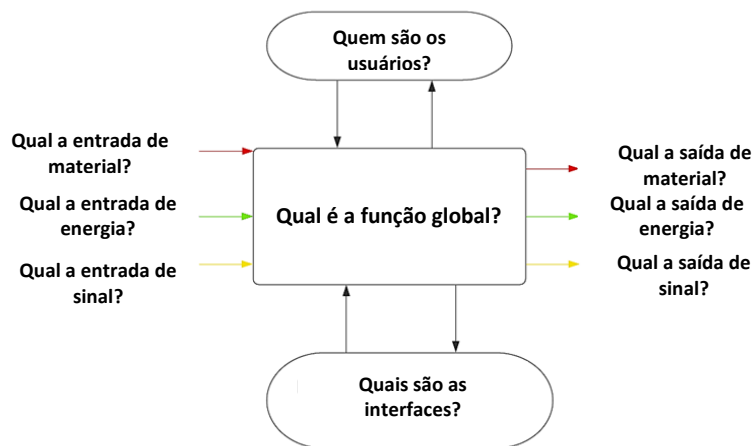 Quem são os
usuários?
Qual a entrada de
material?
Qual a entrada de
energia?
Qual a entrada de
sinal?
Qual é a função global?
Qual a saída de
material?
Qual a saída de
energia?
Qual a saída de
sinal?
Quais são as
interfaces?